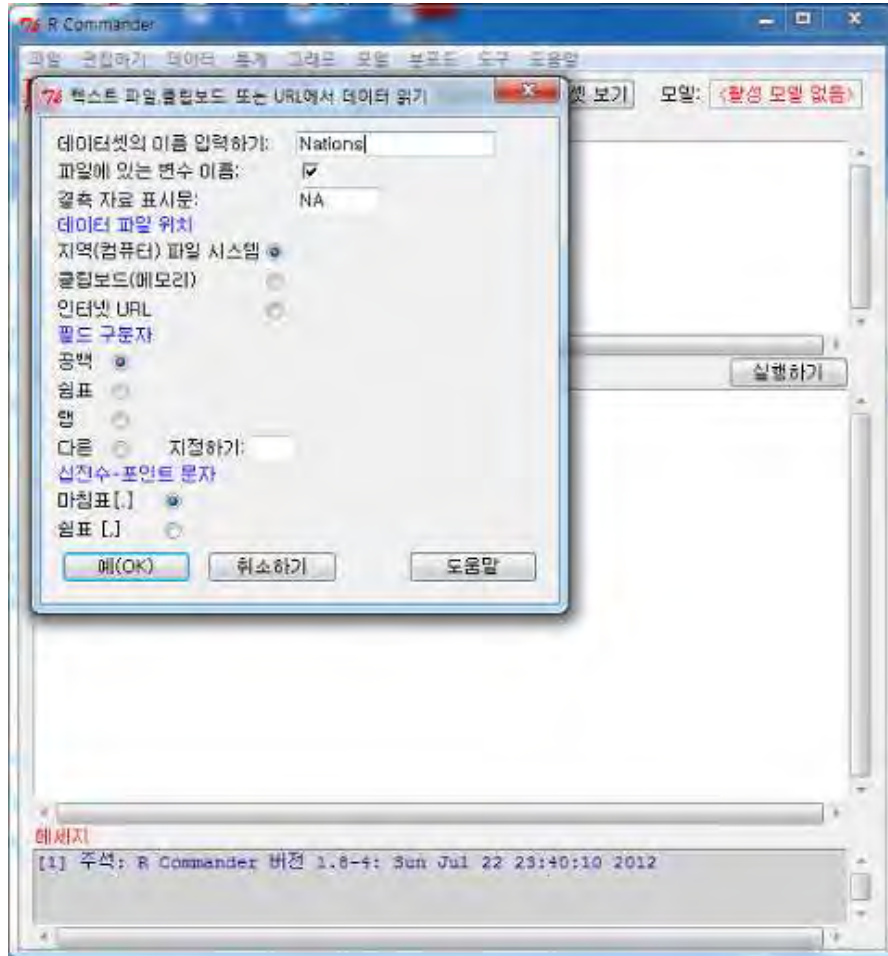 R Commander
파일 편집하기 데이터 통계 그래프 모델 분포도 도구 도움말
텍스트 파일,클립보드 또는 URL에서 데이터 읽기
셋 보기 모델: <활성 모델 없음>
데이터셋의 이름 입력하기: Nations
파일에 있는 변수 이름:
결측 자료 표시문: NA
데이터 파일 위치
지역(컴퓨터) 파일 시스템
클립보드(메모리)
인터넷 URL
필드 구분자
공백
실행하기
쉼표
탭
다른 지정하기:
십진수-포인트 문자
마침표[.]
쉼표 [,]
예(OK) 취소하기 도움말
메세지
[1] 주석: R Commander 버전 1.8-4: Sun Jul 22 23:40:10 2012